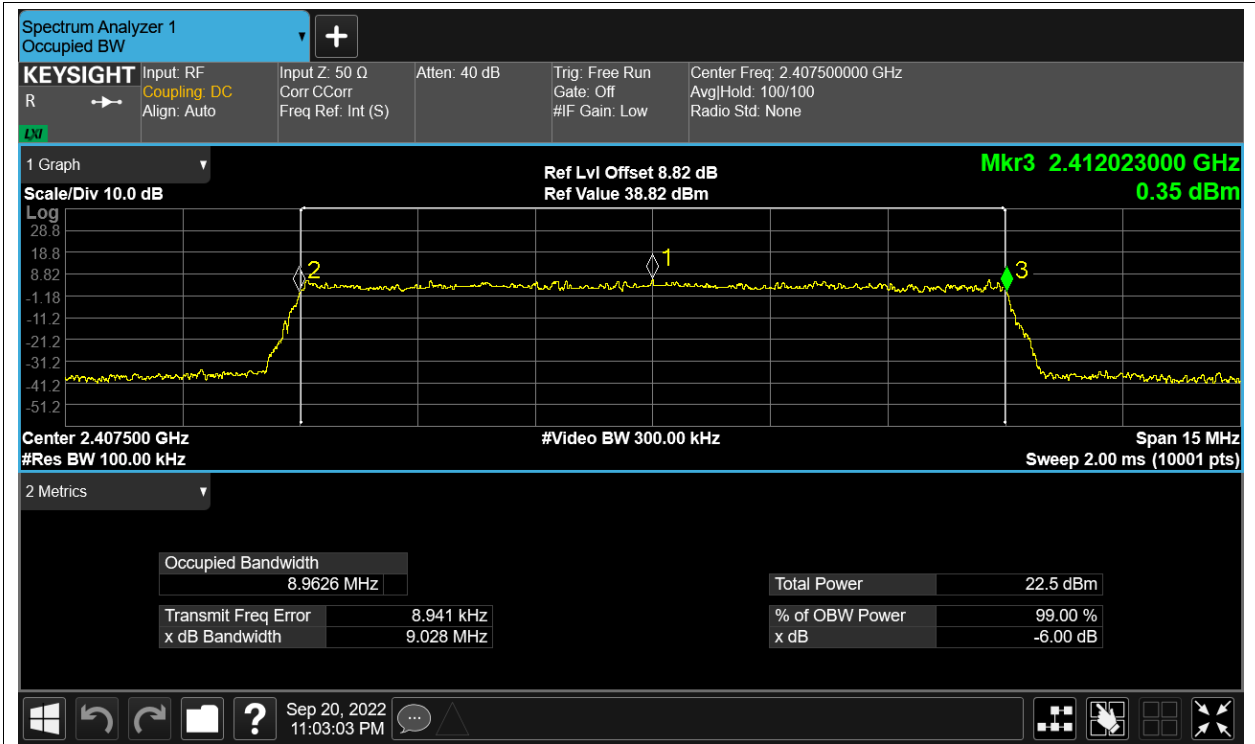 Spectrum Analyzer 1
Occupied BW
KEYSIGHT
R
LXI
Input: RF
Coupling: DC
Align: Auto
Input Z: 50 Ω
Corr CCorr
Freq Ref: Int (S)
Atten: 40 dB
Trig: Free Run
Gate: Off
#IF Gain: Low
Center Freq: 2.407500000 GHz
Avg|Hold: 100/100
Radio Std: None
1 Graph
Scale/Div 10.0 dB
Ref Lvl Offset 8.82 dB
Ref Value 38.82 dBm
Mkr3 2.412023000 GHz
0.35 dBm
Log
28.8
18.8
8.82
-1.18
-11.2
-21.2
-31.2
-41.2
-51.2
2
1
3
Center 2.407500 GHz
#Video BW 300.00 kHz
Span 15 MHz
#Res BW 100.00 kHz
Sweep 2.00 ms (10001 pts)
2 Metrics
Occupied Bandwidth
8.9626 MHz
Transmit Freq Error 8.941 kHz
x dB Bandwidth 9.028 MHz
Total Power 22.5 dBm
% of OBW Power 99.00 %
x dB -6.00 dB
?
Sep 20, 2022
11:03:03 PM